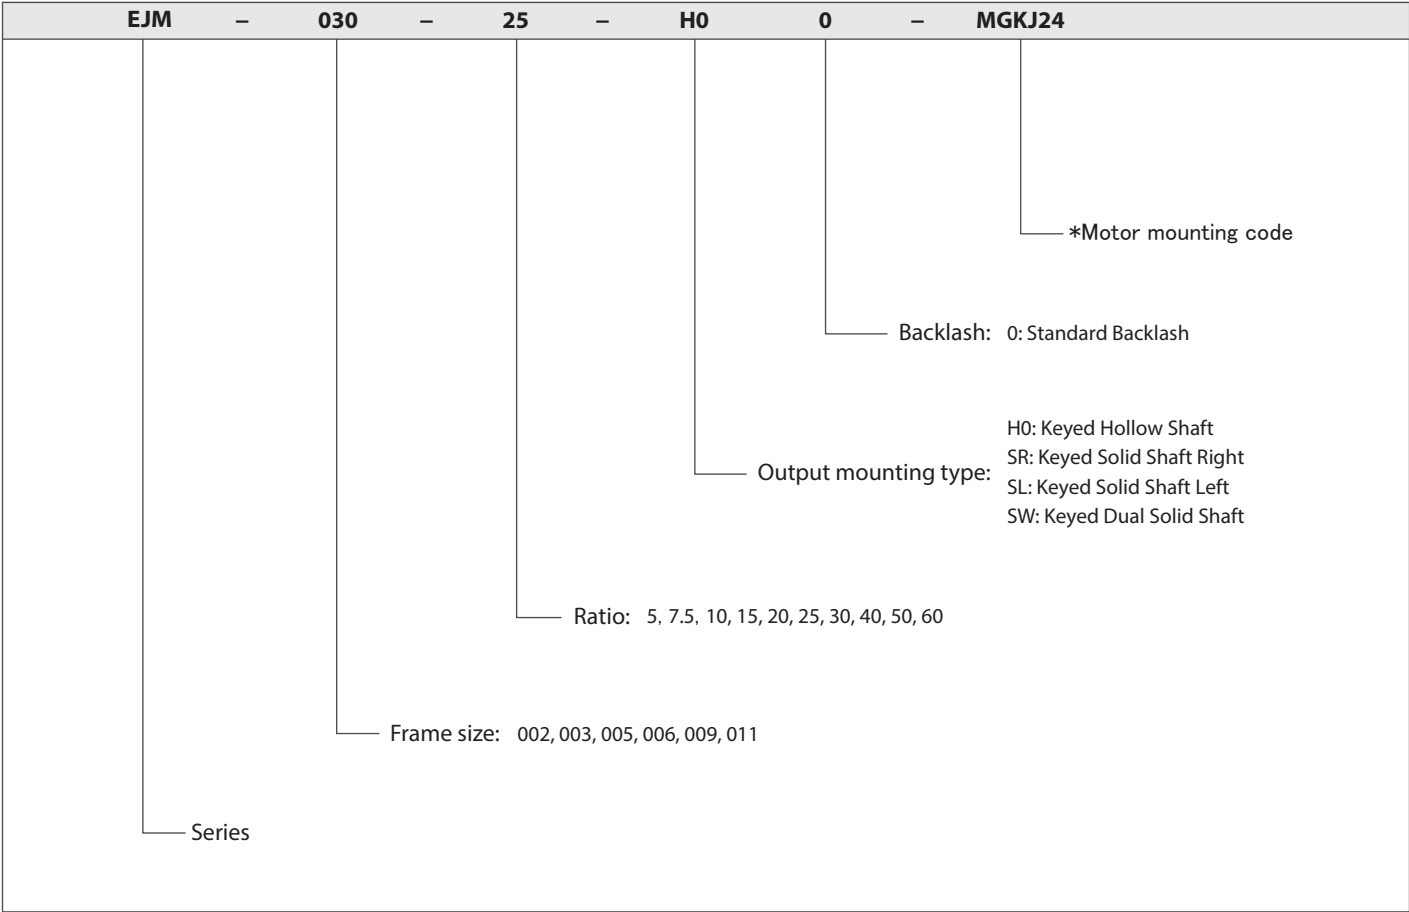 EJM – 030 – 25 – H0 0 – MGKJ24
*Motor mounting code
Backlash: 0: Standard Backlash
H0: Keyed Hollow Shaft
SR: Keyed Solid Shaft Right
Output mounting type:
SL: Keyed Solid Shaft Left
SW: Keyed Dual Solid Shaft
Ratio: 5, 7.5, 10, 15, 20, 25, 30, 40, 50, 60
Frame size: 002, 003, 005, 006, 009, 011
Series